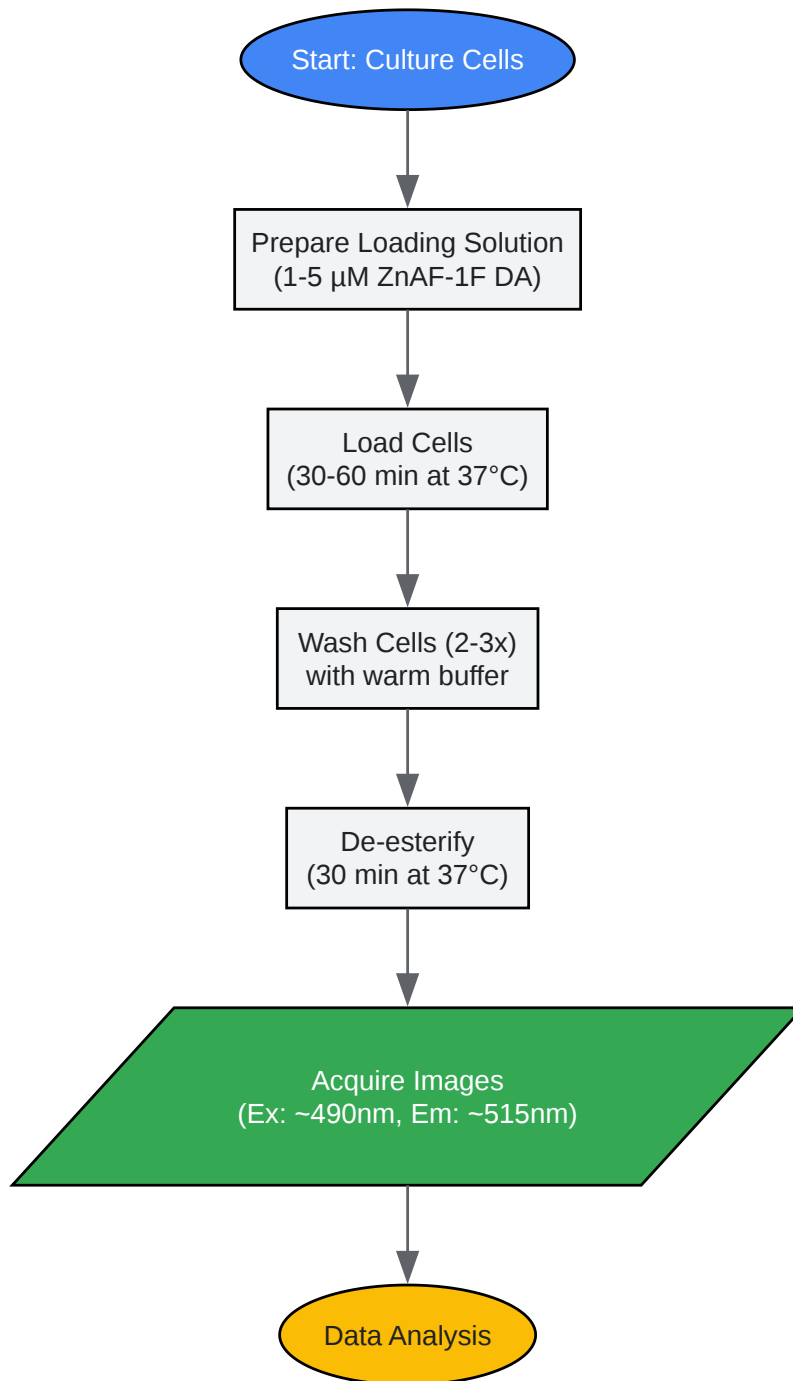 Start: Culture Cells
Prepare Loading Solution
(1-5 µM ZnAF-1F DA)
Load Cells
(30-60 min at 37°C)
Wash Cells (2-3x)
with warm buffer
De-esterify
(30 min at 37°C)
Acquire Images
(Ex: ~490nm, Em: ~515nm)
Data Analysis